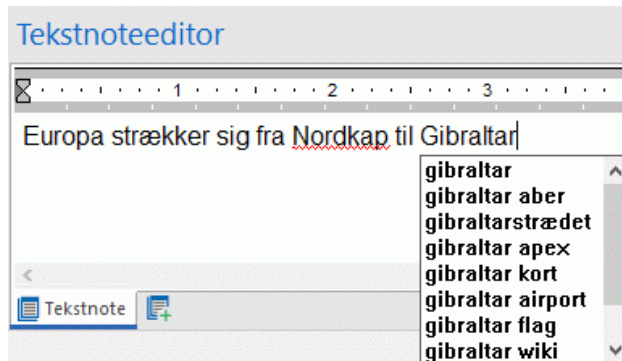 Tekstnoteeditor
1 2 3
Europa strækker sig fra Nordkap til Gibraltar
gibraltar
gibraltar aber
gibraltarstrædet
gibraltar apex
gibraltar kort
gibraltar airport
gibraltar flag
gibraltar wiki
Tekstnote